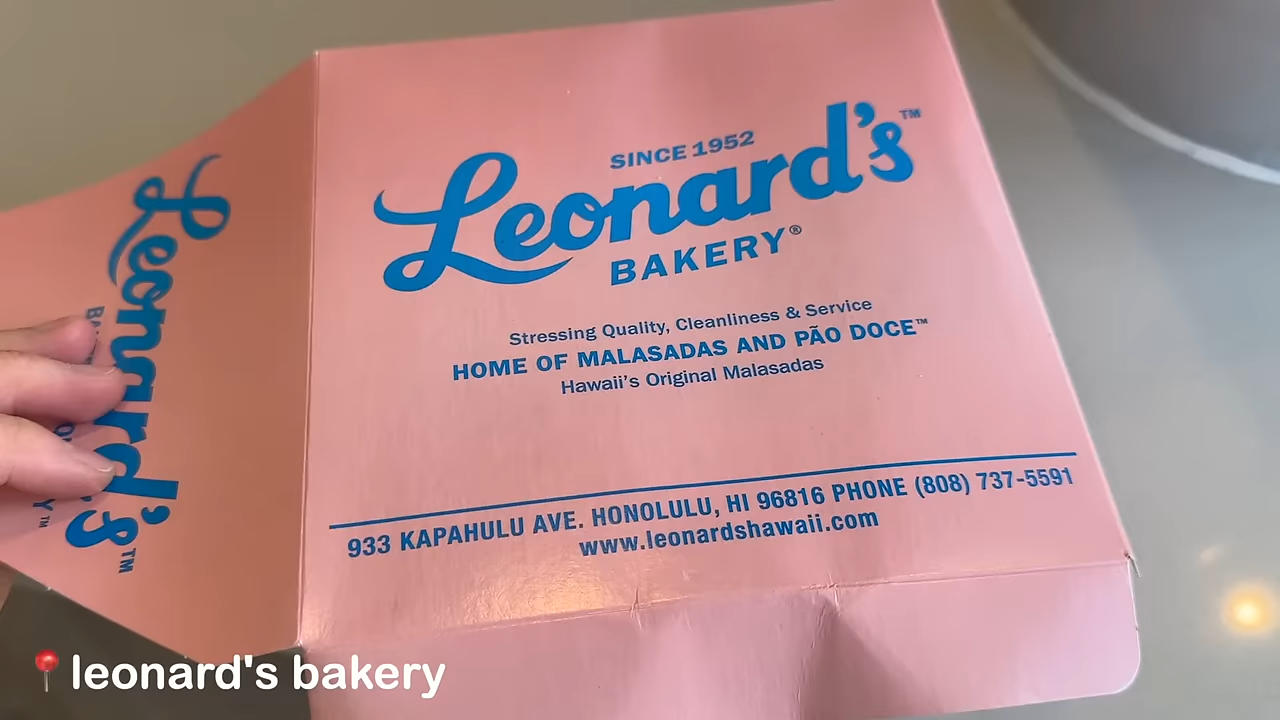 SINCE 1952
Leonard's™
BAKERY®
Stressing Quality, Cleanliness & Service
HOME OF MALASADAS AND PÃO DOCE™
Hawaii's Original Malasadas
933 KAPAHULU AVE. HONOLULU, HI 96816 PHONE (808) 737-5591
www.leonardshawaii.com
Leonard's™
leonard's bakery